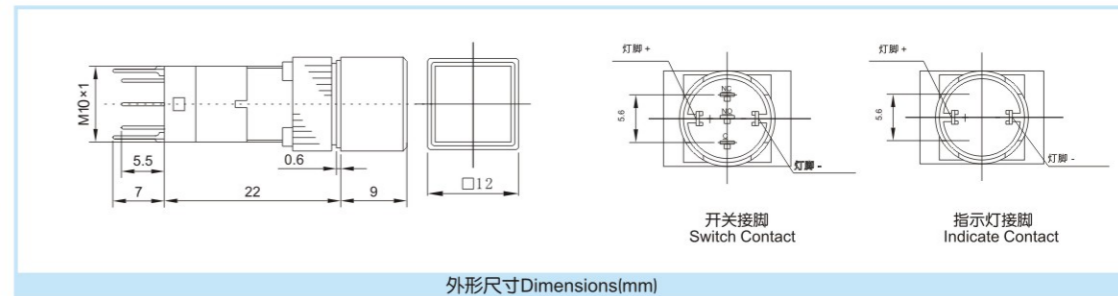 M10×1
5.5
7
22
0.6
9
□12
灯脚 +
5.6
NC
NO
C
+
-
灯脚 -
开关接脚
Switch Contact
灯脚 +
5.6
+
-
灯脚 -
指示灯接脚
Indicate Contact
外形尺寸Dimensions(mm)